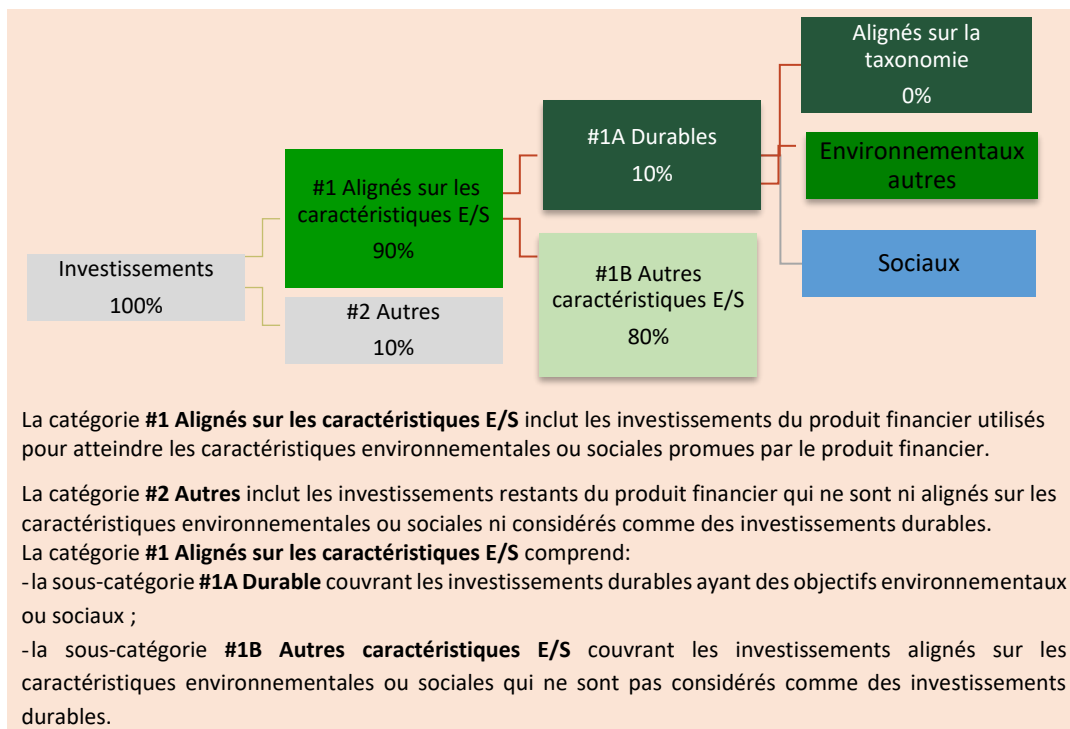 Alignés sur la
taxonomie
0%
#1A Durables
10%
Environnementaux
autres
#1 Alignés sur les
caractéristiques E/S
90%
Investissements
100%
#1B Autres
caractéristiques E/S
80%
Sociaux
#2 Autres
10%
La catégorie #1 Alignés sur les caractéristiques E/S inclut les investissements du produit financier utilisés
pour atteindre les caractéristiques environnementales ou sociales promues par le produit financier.
La catégorie #2 Autres inclut les investissements restants du produit financier qui ne sont ni alignés sur les
caractéristiques environnementales ou sociales ni considérés comme des investissements durables.
La catégorie #1 Alignés sur les caractéristiques E/S comprend:
-la sous-catégorie #1A Durable couvrant les investissements durables ayant des objectifs environnementaux
ou sociaux ;
-la sous-catégorie #1B Autres caractéristiques E/S couvrant les investissements alignés sur les
caractéristiques environnementales ou sociales qui ne sont pas considérés comme des investissements
durables.